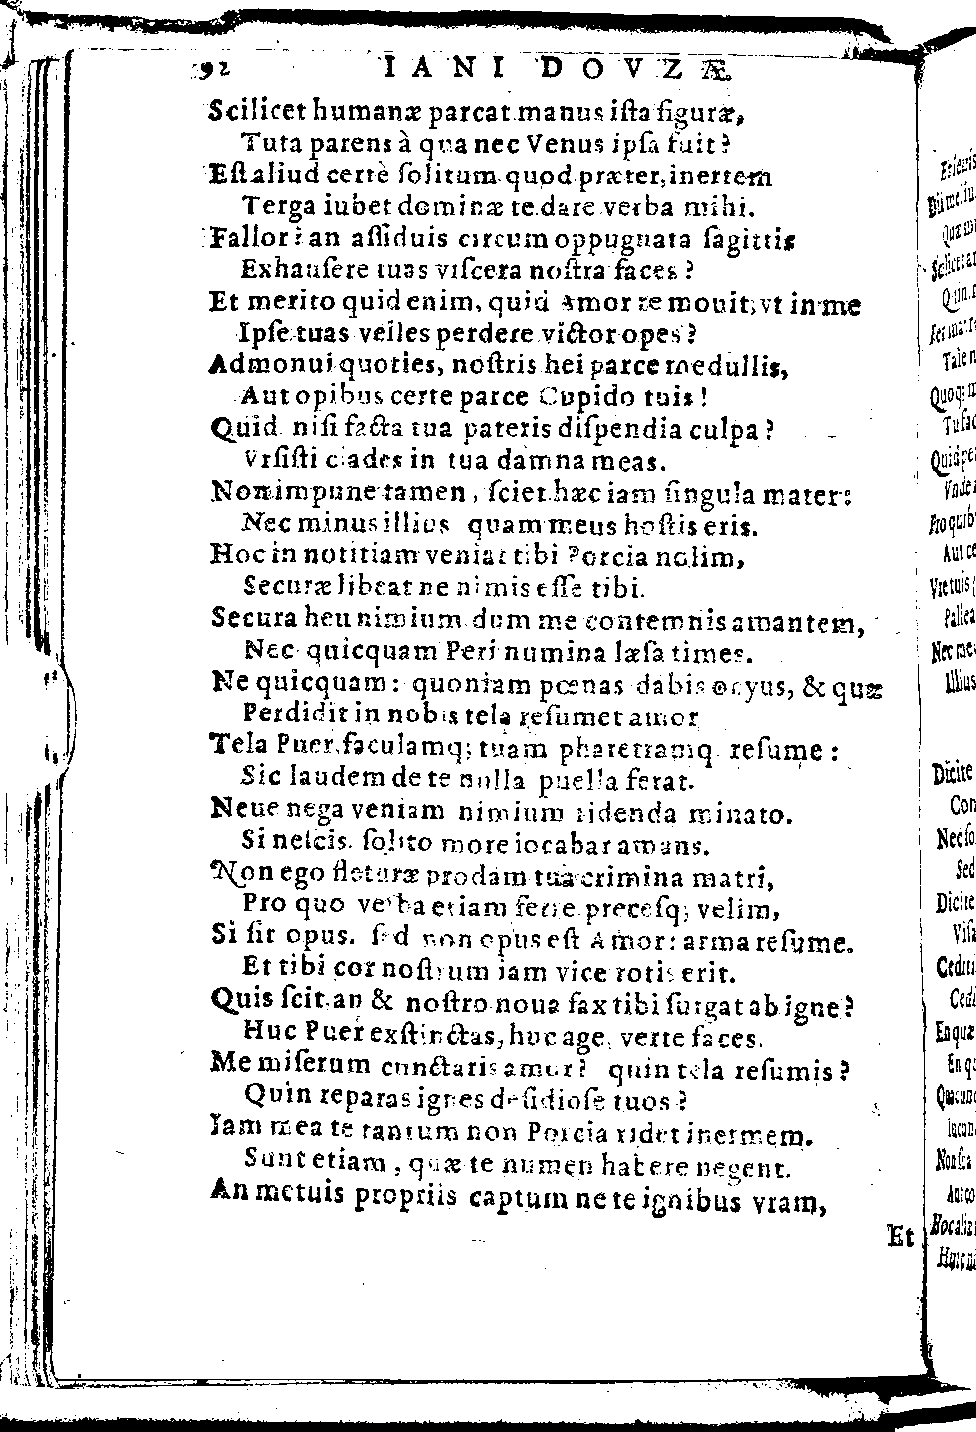 92 IANI DOVZÆ
Scilicet humanæ parcat manus iſta figuræ,
Tuta parens à qua nec Venus ipſa fuit?
Eſt aliud certè ſolitum quod præter, inertem
Terga iubet dominæ te dare verba mihi.
Fallor? an aſſiduis circum oppugnata ſagittis
Exhauſere tuas viſcera noſtra faces?
Et merito quid enim, quid Amor te mouit, vt in me
Ipſe tuas velles perdere victor opes?
Admonui quoties, noſtris hei parce medullis,
Aut opibus certe parce Cupido tuis!
Quid niſi facta tua pateris diſpendia culpa?
Vrſiſti clades in tua damna meas.
Non impune tamen, ſciet hæc iam ſingula mater:
Nec minus illius quam meus hoſtis eris.
Hoc in notitiam veniat tibi Porcia nolim,
Securæ libeat ne nimis eſſe tibi.
Secura heu nimium dum me contemnis amantem,
Nec quicquam Peri numina læſa times.
Ne quicquam: quoniam pœnas dabis ocyus, & quæ
Perdidit in nobis tela reſumet amor
Tela Puer, faculamq; tuam pharetramq reſume:
Sic laudem de te nulla puella ferat.
Neue nega veniam nimium ridenda minato.
Si neſcis, ſolito more iocabar amans.
Non ego fleturæ prodam tua crimina matri,
Pro quo verba etiam ferre preceſq; velim,
Si ſit opus. ſed non opus eſt Amor: arma reſume.
Et tibi cor noſtrum iam vice rotis erit.
Quis ſcit an & noſtro noua fax tibi ſurgat ab igne?
Huc Puer exſtinctas, huc age, verte faces.
Me miſerum cunctaris amor? quin tela reſumis?
Quin reparas ignes deſidioſe tuos?
Iam mea te tantum non Porcia ridet inermem.
Sunt etiam, quæ te numen habere negent.
An metuis propriis captum ne te ignibus vram,
Et